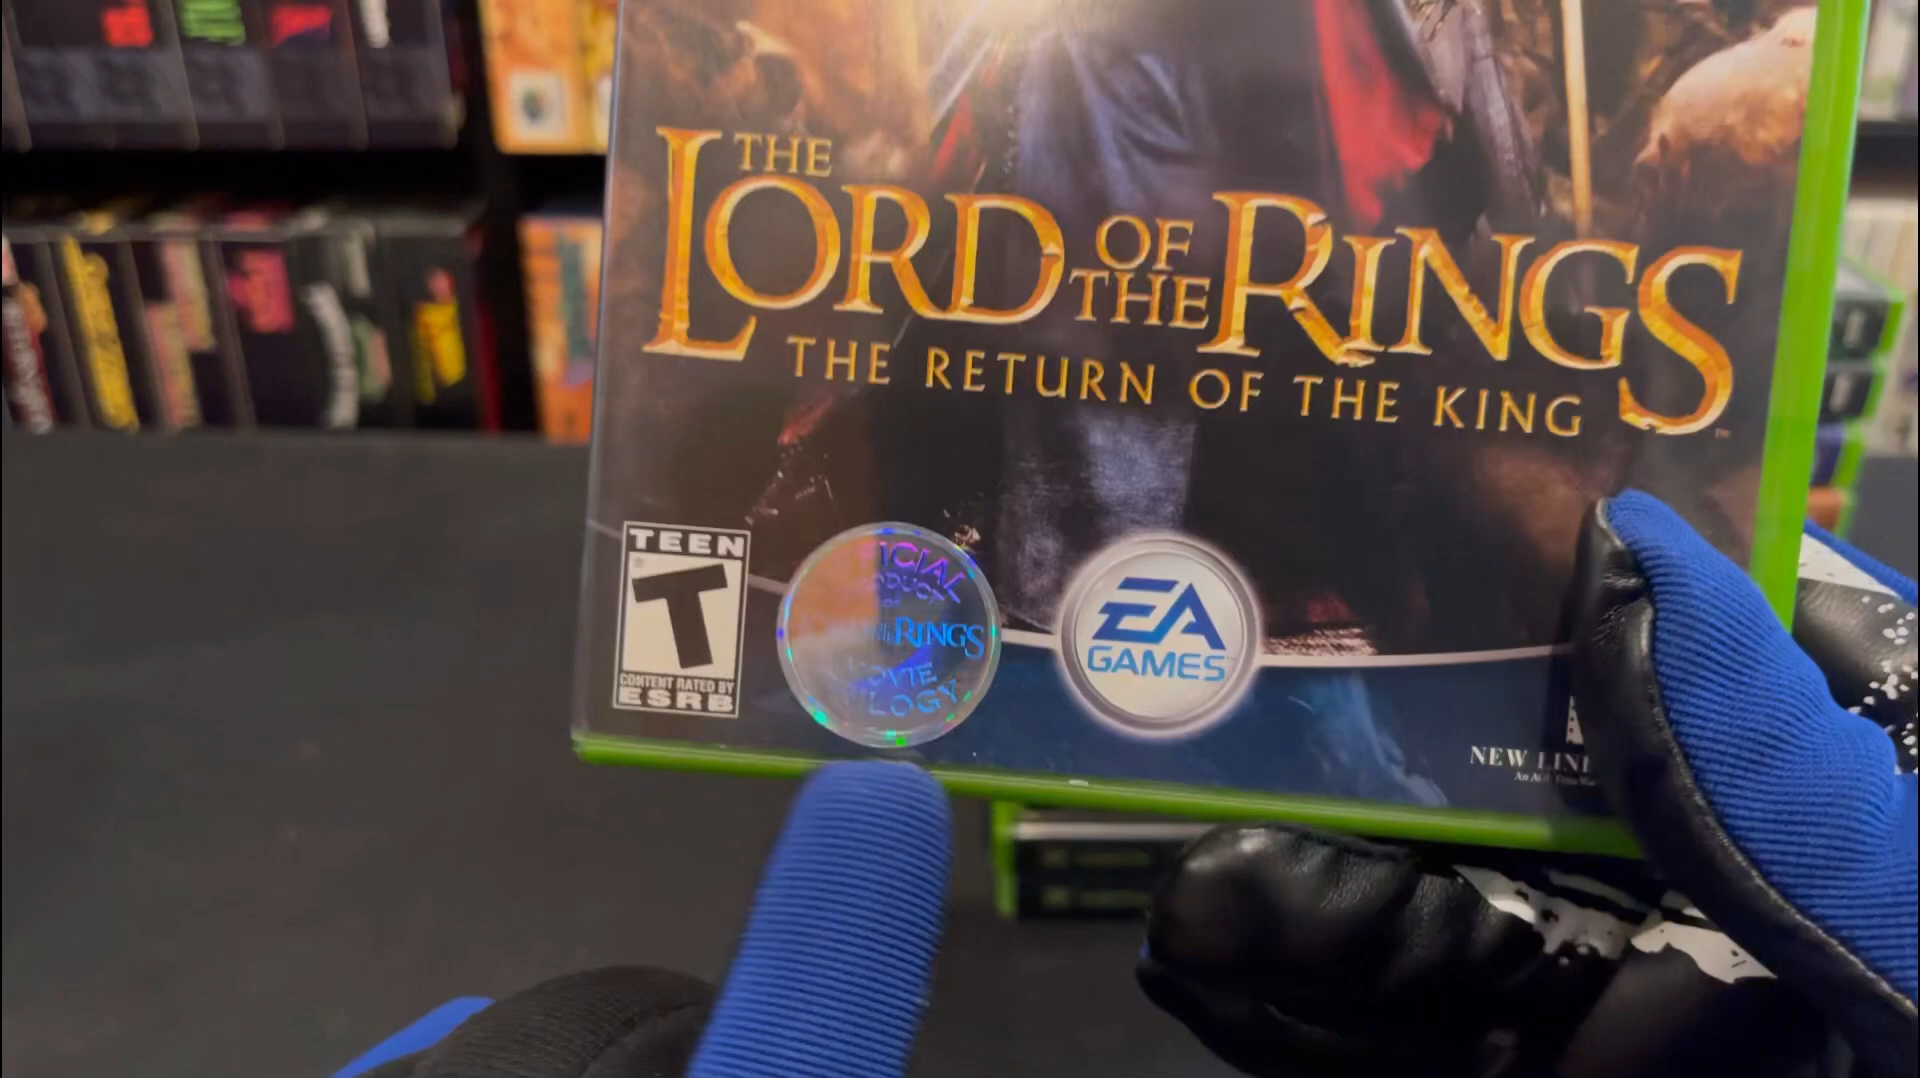 THE
LORD OF THE RINGS
THE RETURN OF THE KING
TEEN
T
CONTENT RATED BY
ESRB
RINGS
MOVIE
EA
GAMES
NEW